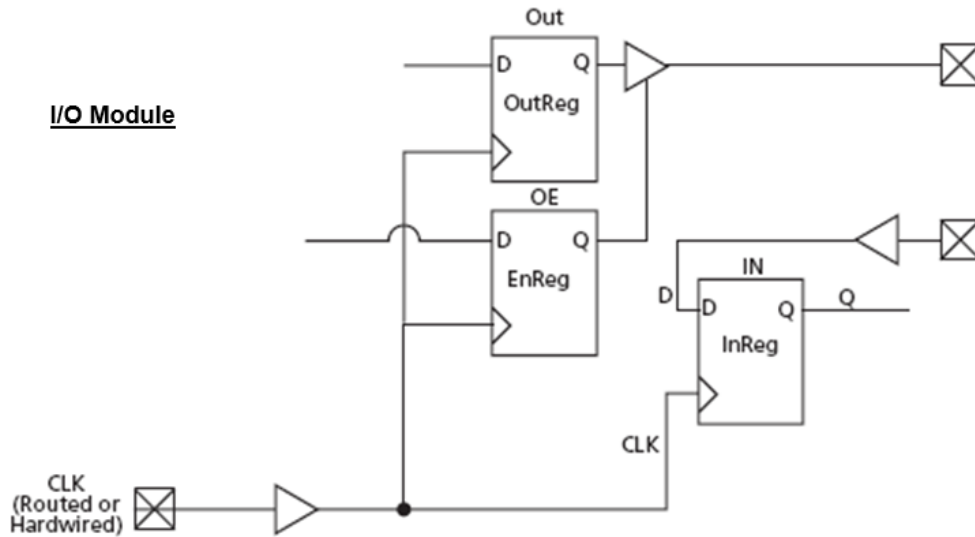 Out
D
Q
OutReg
I/O Module
OE
D
Q
EnReg
IN
D
D
Q
Q
InReg
CLK
CLK
(Routed or
Hardwired)